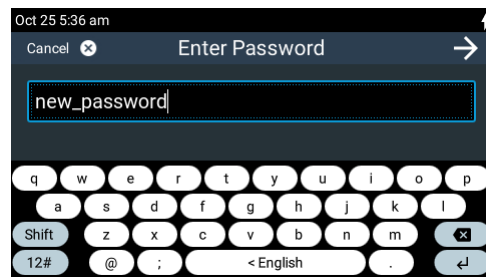 Oct 25 5:36 am
Cancel Enter Password
new_password
q w e r t y u i o p
a s d f g h j k l
Shift z x c v b n m
12# @ ; < English .